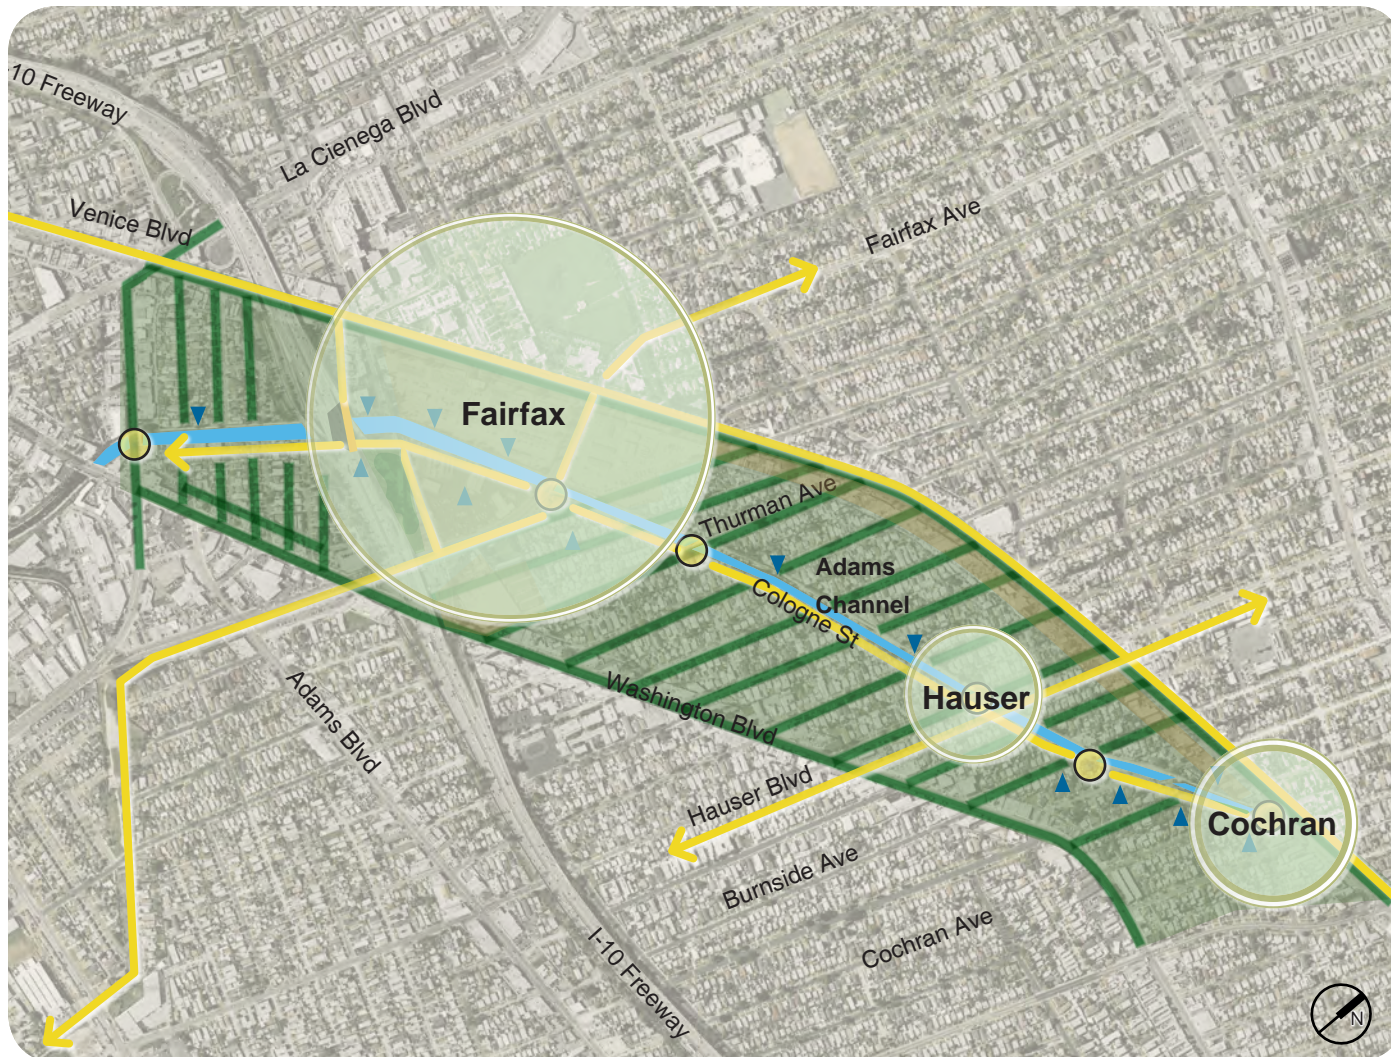 -10 Freeway
La Cienega Blvd
Venice Blvd
Fairfax Ave
Fairfax
Thurman Ave
Adams
Channel
Cologne St
Washington Blvd
Hauser
Adams Blvd
Hauser Blvd
Cochran
Burnside Ave
Cochran Ave
I-10 Freeway
N